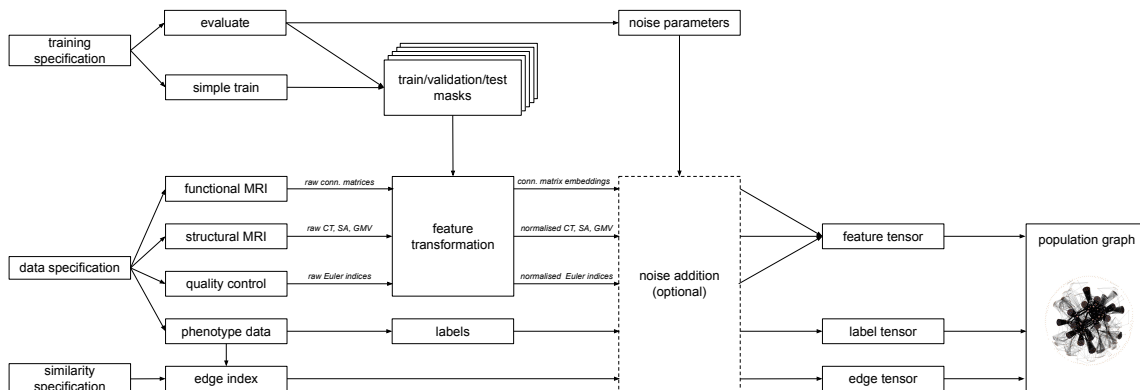 evaluate
noise parameters
training
specification
simple train
train/validation/test
masks
functional MRI
raw conn. matrices
conn. matrix embeddings
structural MRI
raw CT, SA, GMV
feature
transformation
normalised CT, SA, GMV
feature tensor
population graph
data specification
quality control
raw Euler indices
normalised Euler indices
noise addition
(optional)
phenotype data
labels
label tensor
similarity
specification
edge index
edge tensor